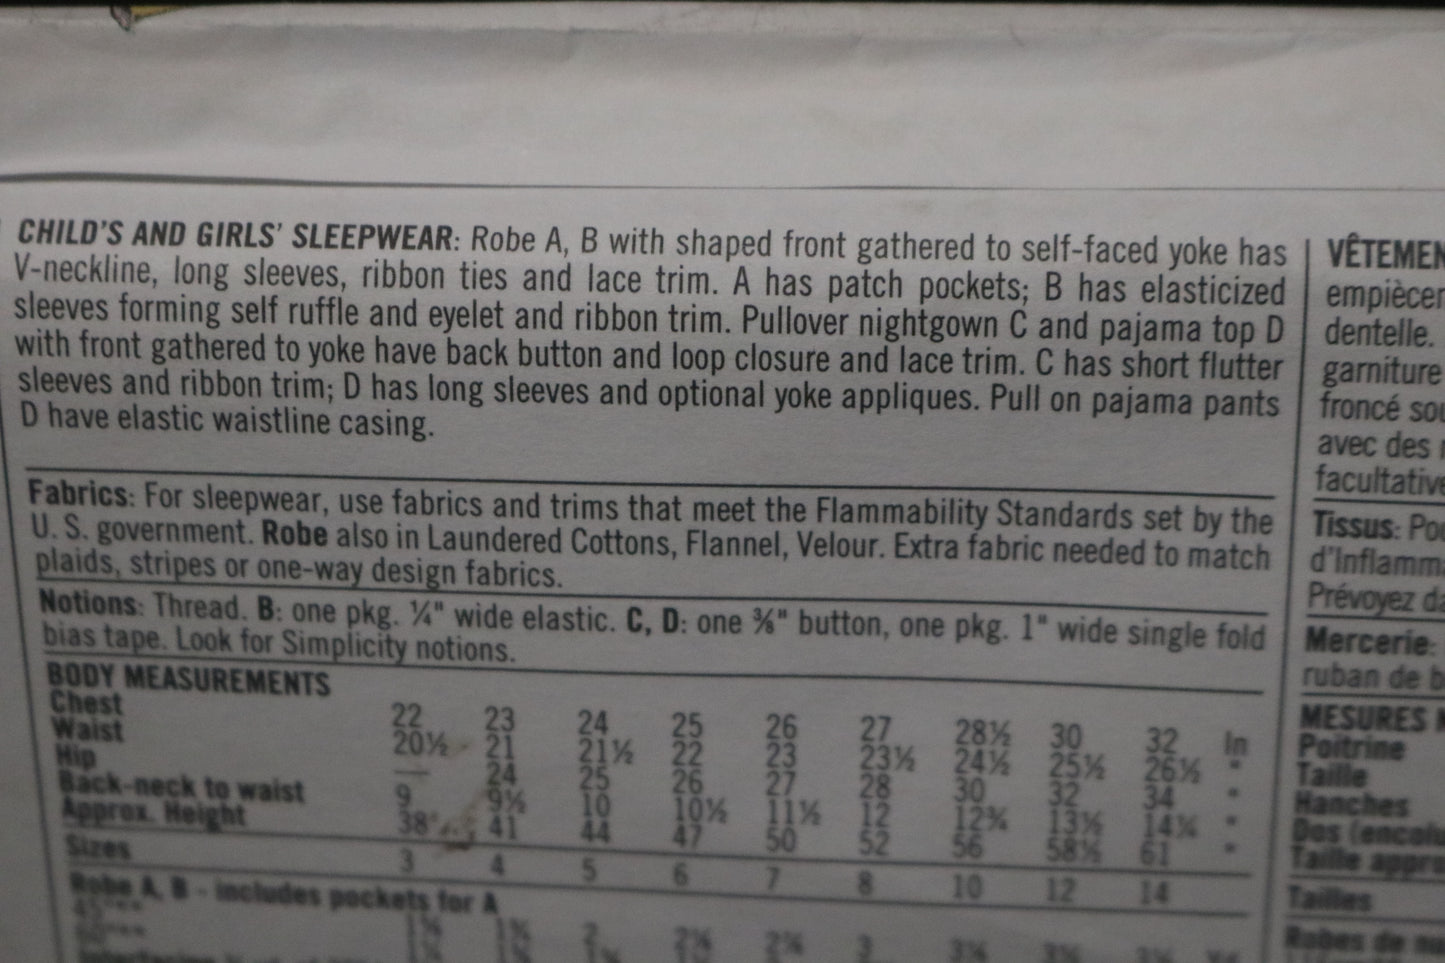 CHILD'S AND GIRLS' SLEEPWEAR: Robe A, B with shaped front gathered to self-faced yoke has
V-neckline, long sleeves, ribbon ties and lace trim. A has patch pockets; B has elasticized
sleeves forming self ruffle and eyelet and ribbon trim. Pullover nightgown C and pajama top D
with front gathered to yoke have back button and loop closure and lace trim. C has short flutter
sleeves and ribbon trim; D has long sleeves and optional yoke appliques. Pull on pajama pants
D have elastic waistline casing.
Fabrics: For sleepwear, use fabrics and trims that meet the Flammability Standards set by the
U. S. government. Robe also in Laundered Cottons, Flannel, Velour. Extra fabric needed to match
plaids, stripes or one-way design fabrics.
Notions: Thread. B: one pkg. ¼" wide elastic. C, D: one ⅜" button, one pkg. 1" wide single fold
bias tape. Look for Simplicity notions.
BODY MEASUREMENTS
Chest 22 23 24 25 26 27 28½ 30 32 In
Waist 20½ 21 21½ 22 23 23½ 24½ 25½ 26½ "
Hip — 24 25 26 27 28 30 32 34 "
Back-neck to waist 9 9½ 10 10½ 11½ 12 12¾ 13½ 14¼ "
Approx. Height 38 41 44 47 50 52 56 58½ 61 "
Sizes 3 4 5 6 7 8 10 12 14
Robe A, B - includes pockets for A
VÊTEMEN
empiècer
dentelle.
garniture
froncé sou
avec des
facultative
Tissus: Pou
d'Inflamma
Prévoyez da
Mercerie:
ruban de b
MESURES
Poitrine
Taille
Hanches
Dos (encolu
Taille appro
Tailles
Robes de nu